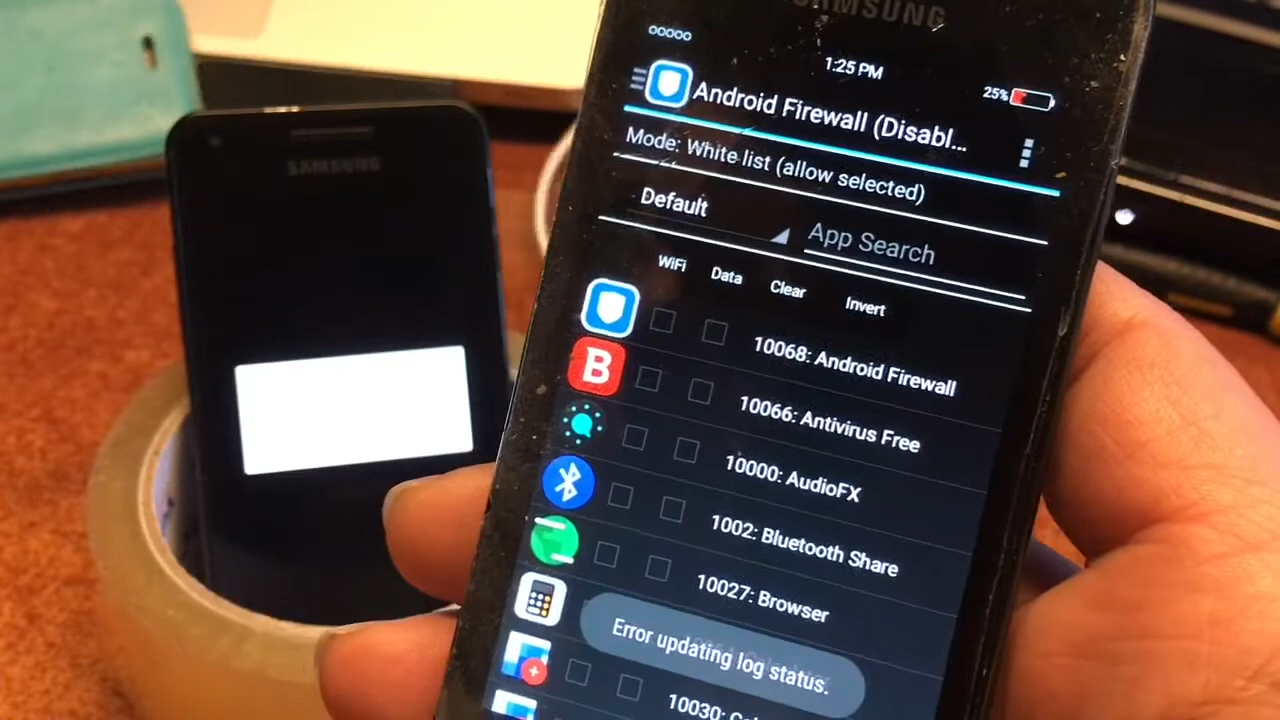 SAMSUNG
SAMSUNG
1:25 PM
25%
Android Firewall (Disabl...
Mode: White list (allow selected)
Default
App Search
WiFi Data Clear Invert
10068: Android Firewall
B
10066: Antivirus Free
10000: AudioFX
1002: Bluetooth Share
10027: Browser
Error updating log status.
10030: